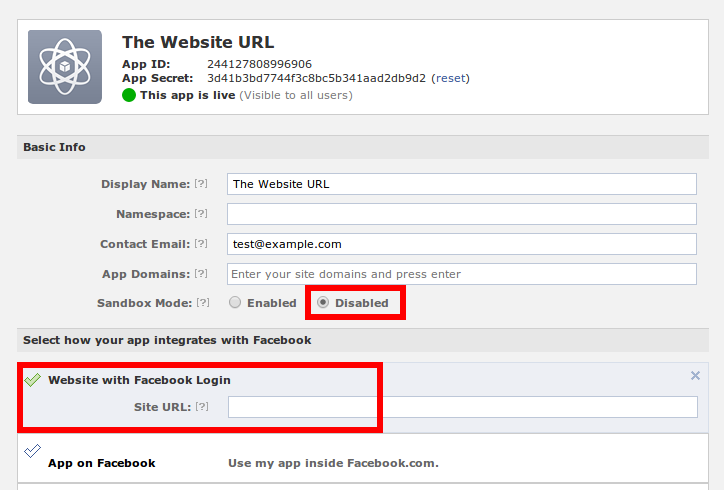 The Website URL
App ID: 244127808996906
App Secret: 3d41b3bd7744f3c8bc5b341aad2db9d2 (reset)
This app is live (Visible to all users)
Basic Info
Display Name: [?] The Website URL
Namespace: [?]
Contact Email: [?] test@example.com
App Domains: [?] Enter your site domains and press enter
Sandbox Mode: [?] Enabled Disabled
Select how your app integrates with Facebook
Website with Facebook Login
Site URL: [?]
App on Facebook Use my app inside Facebook.com.